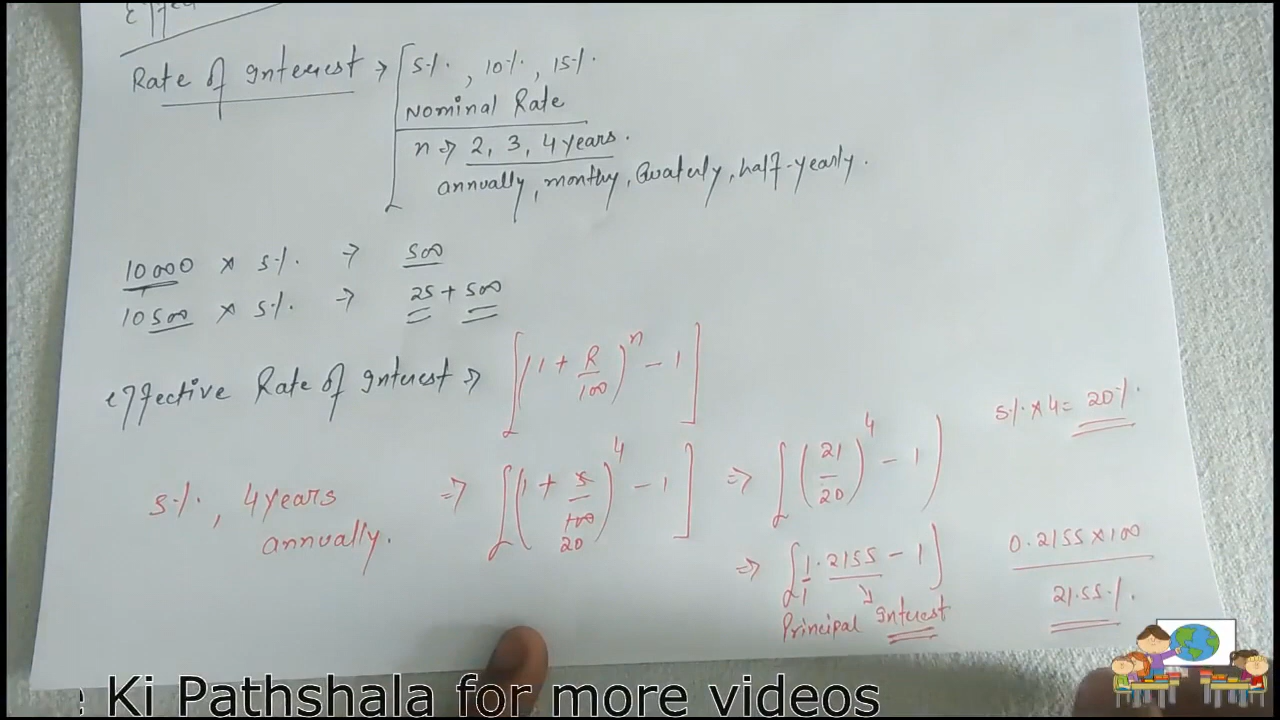 Effec
Rate of Interest → 5%, 10%, 15%.
Nominal Rate
n → 2, 3, 4 years.
annually, monthly, Quaterly, half-yearly.
10000 × 5% → 500
10500 × 5% → 25 + 500
Effective Rate of Interest → [(1 + R/100)^n - 1]
5% × 4 = 20%.
5%, 4 years annually.
⇒ [(1 + 5/100)^4 - 1] ⇒ [(21/20)^4 - 1]
20
⇒ [1.2155 - 1]
1
Principal Interest
0.2155 × 100
21.55%.
Ki Pathshala for more videos